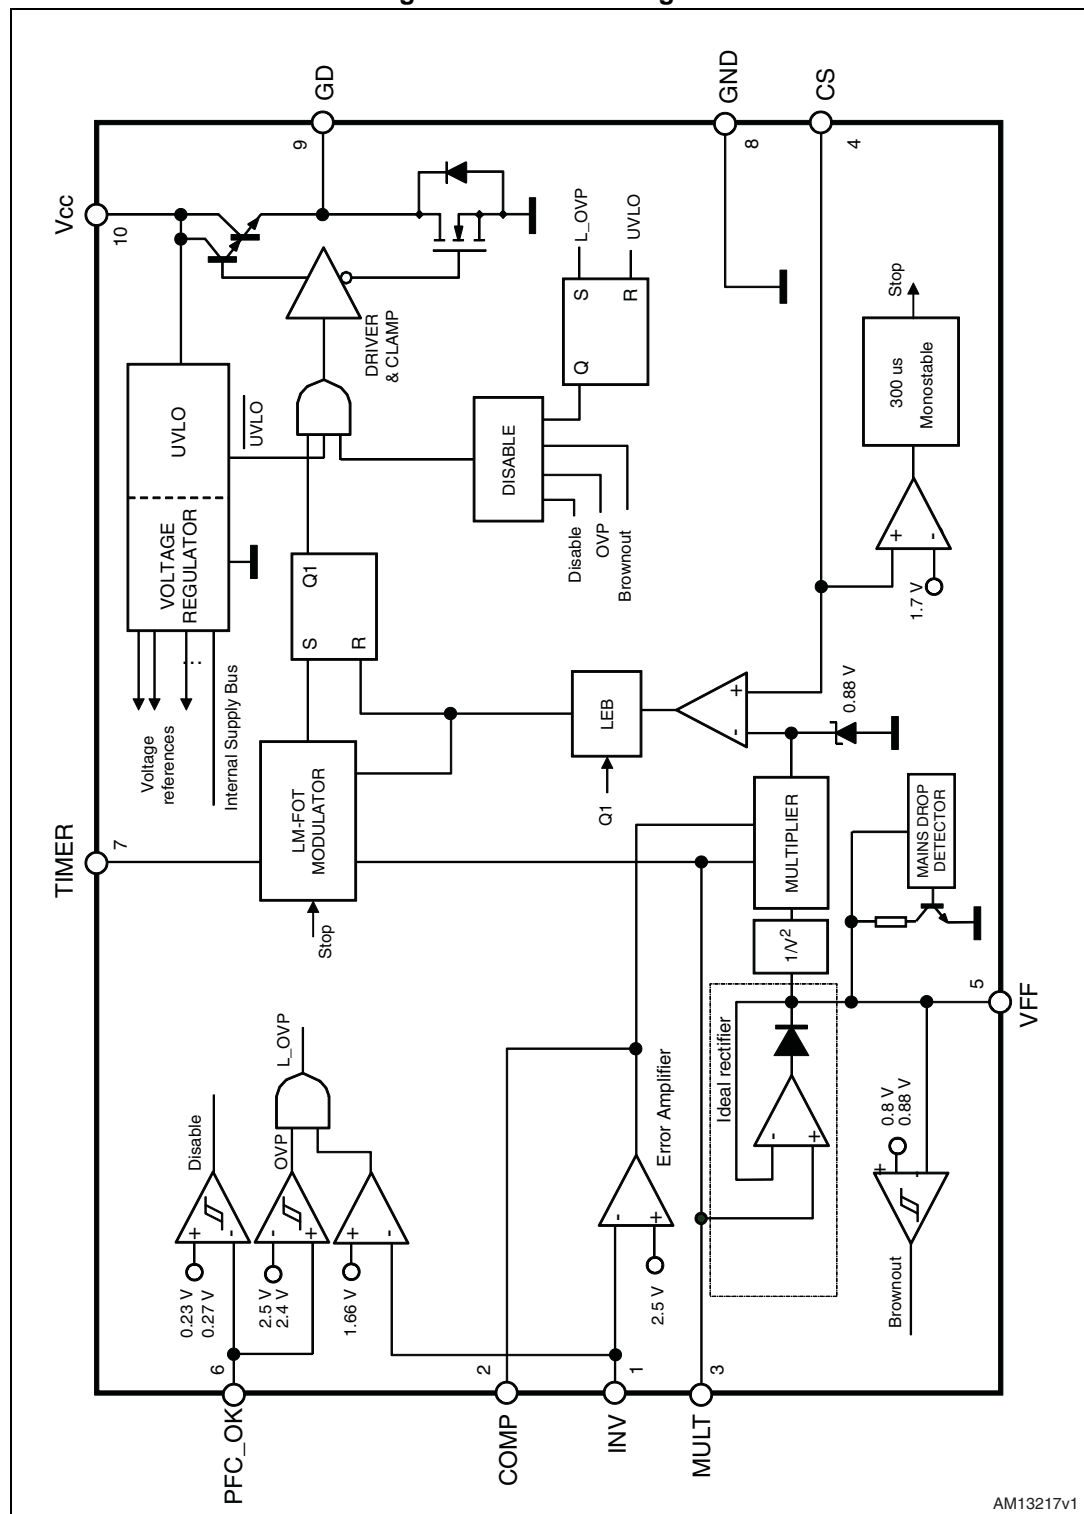 Vcc
10
GD
9
GND
8
CS
4
TIMER
7
VOLTAGE
REGULATOR
UVLO
UVLO
Voltage
references
...
Internal Supply Bus
DRIVER
& CLAMP
S
R
Q1
LM-FOT
MODULATOR
Stop
DISABLE
Disable
OVP
Brownout
Q
S
R
L_OVP
UVLO
300 us
Monostable
Stop
+
-
1.7 V
LEB
Q1
-
+
0.88 V
MULTIPLIER
1/V²
MAINS DROP
DETECTOR
Ideal rectifier
-
+
5
VFF
0.8 V
0.88 V
+
-
Brownout
Error Amplifier
-
+
2.5 V
Disable
+
-
0.23 V
0.27 V
OVP
-
+
2.5 V
2.4 V
L_OVP
+
-
1.66 V
6
PFC_OK
2
COMP
1
INV
3
MULT
AM13217v1